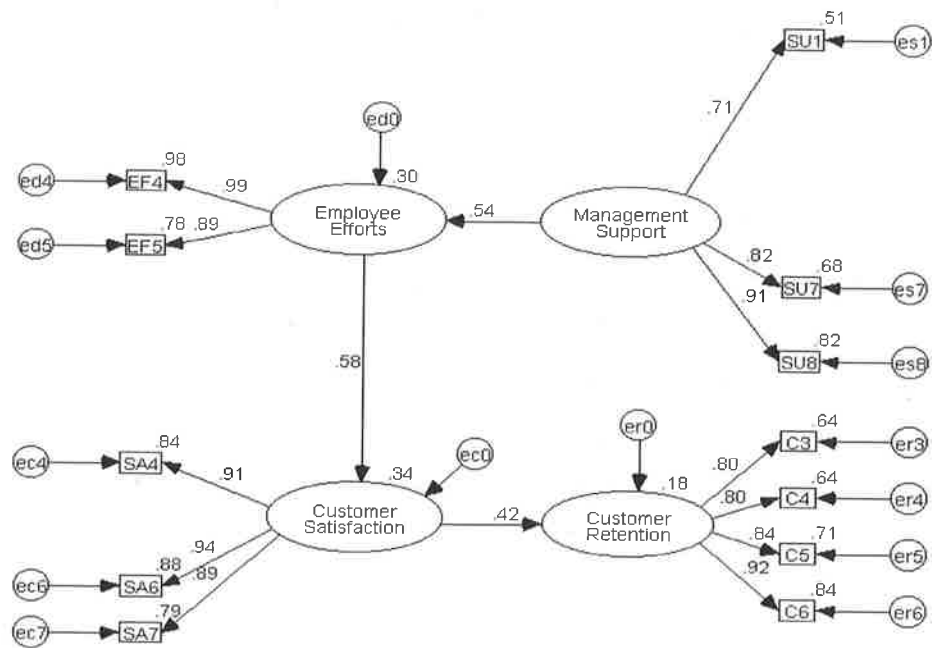 .51
SU1
es1
.71
ed0
.98
ed4
EF4
.99
.30
Employee
Efforts
.54
Management
Support
.78
.89
ed5
EF5
.82
.68
SU7
es7
.91
.82
SU8
es8
.58
.84
ec4
SA4
.91
ec0
er0
.64
C3
er3
.80
.34
.18
.80
.64
C4
er4
Customer
Satisfaction
.42
Customer
Retention
.84
.71
C5
er5
.94
.88
.89
ec6
SA6
.92
.84
C6
er6
.79
ec7
SA7